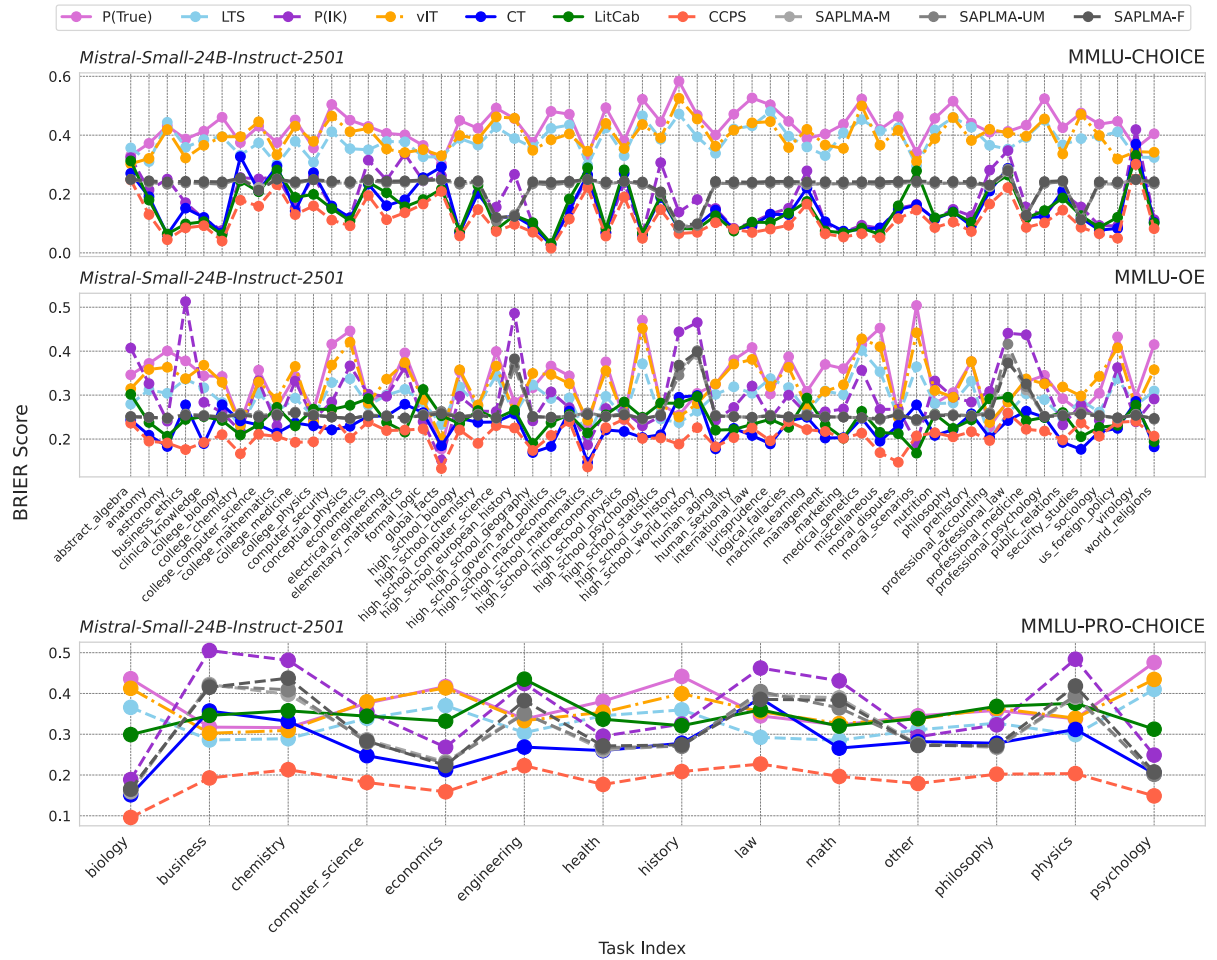 P(True) LTS P(IK) vIT CT LitCab CCPS SAPLMA-M SAPLMA-UM SAPLMA-F
Mistral-Small-24B-Instruct-2501 MMLU-CHOICE
0.6
0.4
0.2
0.0
Mistral-Small-24B-Instruct-2501 MMLU-OE
0.5
0.4
0.3
0.2
BRIER Score
abstract_algebra
anatomy
astronomy
business_ethics
clinical_knowledge
college_biology
college_chemistry
college_computer_science
college_mathematics
college_medicine
college_physics
computer_security
conceptual_physics
econometrics
electrical_engineering
elementary_mathematics
formal_logic
global_facts
high_school_biology
high_school_chemistry
high_school_computer_science
high_school_european_history
high_school_geography
high_school_government_and_politics
high_school_macroeconomics
high_school_mathematics
high_school_microeconomics
high_school_physics
high_school_psychology
high_school_statistics
high_school_us_history
high_school_world_history
human_aging
human_sexuality
international_law
jurisprudence
logical_fallacies
machine_learning
management
marketing
medical_genetics
miscellaneous
moral_disputes
moral_scenarios
nutrition
philosophy
prehistory
professional_accounting
professional_law
professional_medicine
professional_psychology
public_relations
security_studies
sociology
us_foreign_policy
virology
world_religions
Mistral-Small-24B-Instruct-2501 MMLU-PRO-CHOICE
0.5
0.4
0.3
0.2
0.1
biology
business
chemistry
computer_science
economics
engineering
health
history
law
math
other
philosophy
physics
psychology
Task Index